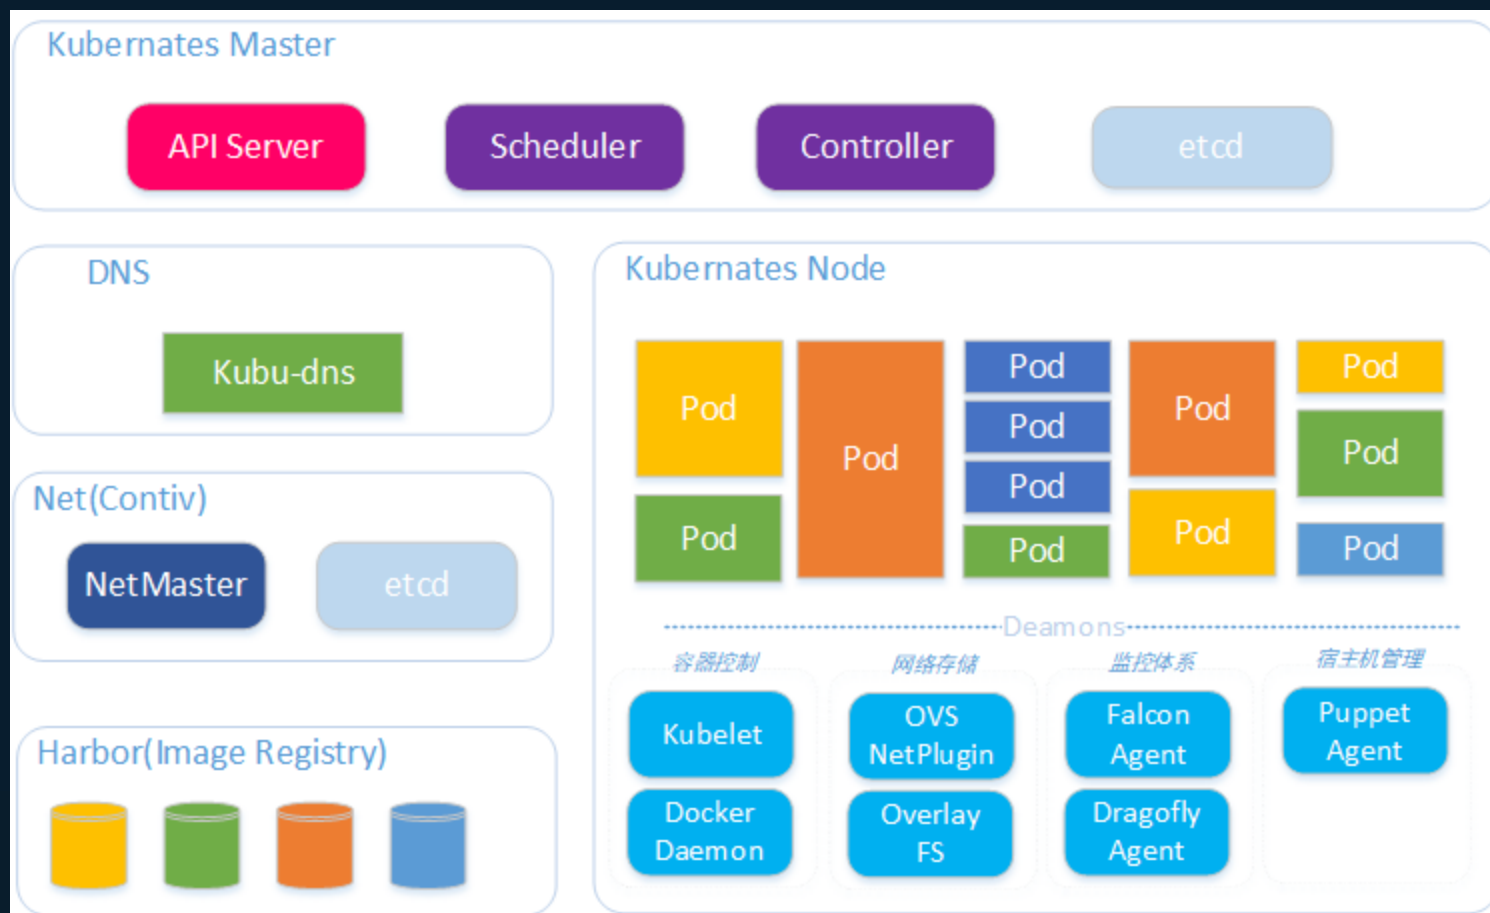 Kubernates Master
API Server
Scheduler
Controller
etcd
DNS
Kubu-dns
Net(Contiv)
NetMaster
etcd
Harbor(Image Registry)
Kubernates Node
Pod
Pod
Pod
Pod
Pod
Pod
Pod
Pod
Pod
Pod
Pod
Pod
Deamons
容器控制
Kubelet
Docker
Daemon
网络存储
OVS
NetPlugin
Overlay
FS
监控体系
Falcon
Agent
Dragofly
Agent
宿主机管理
Puppet
Agent